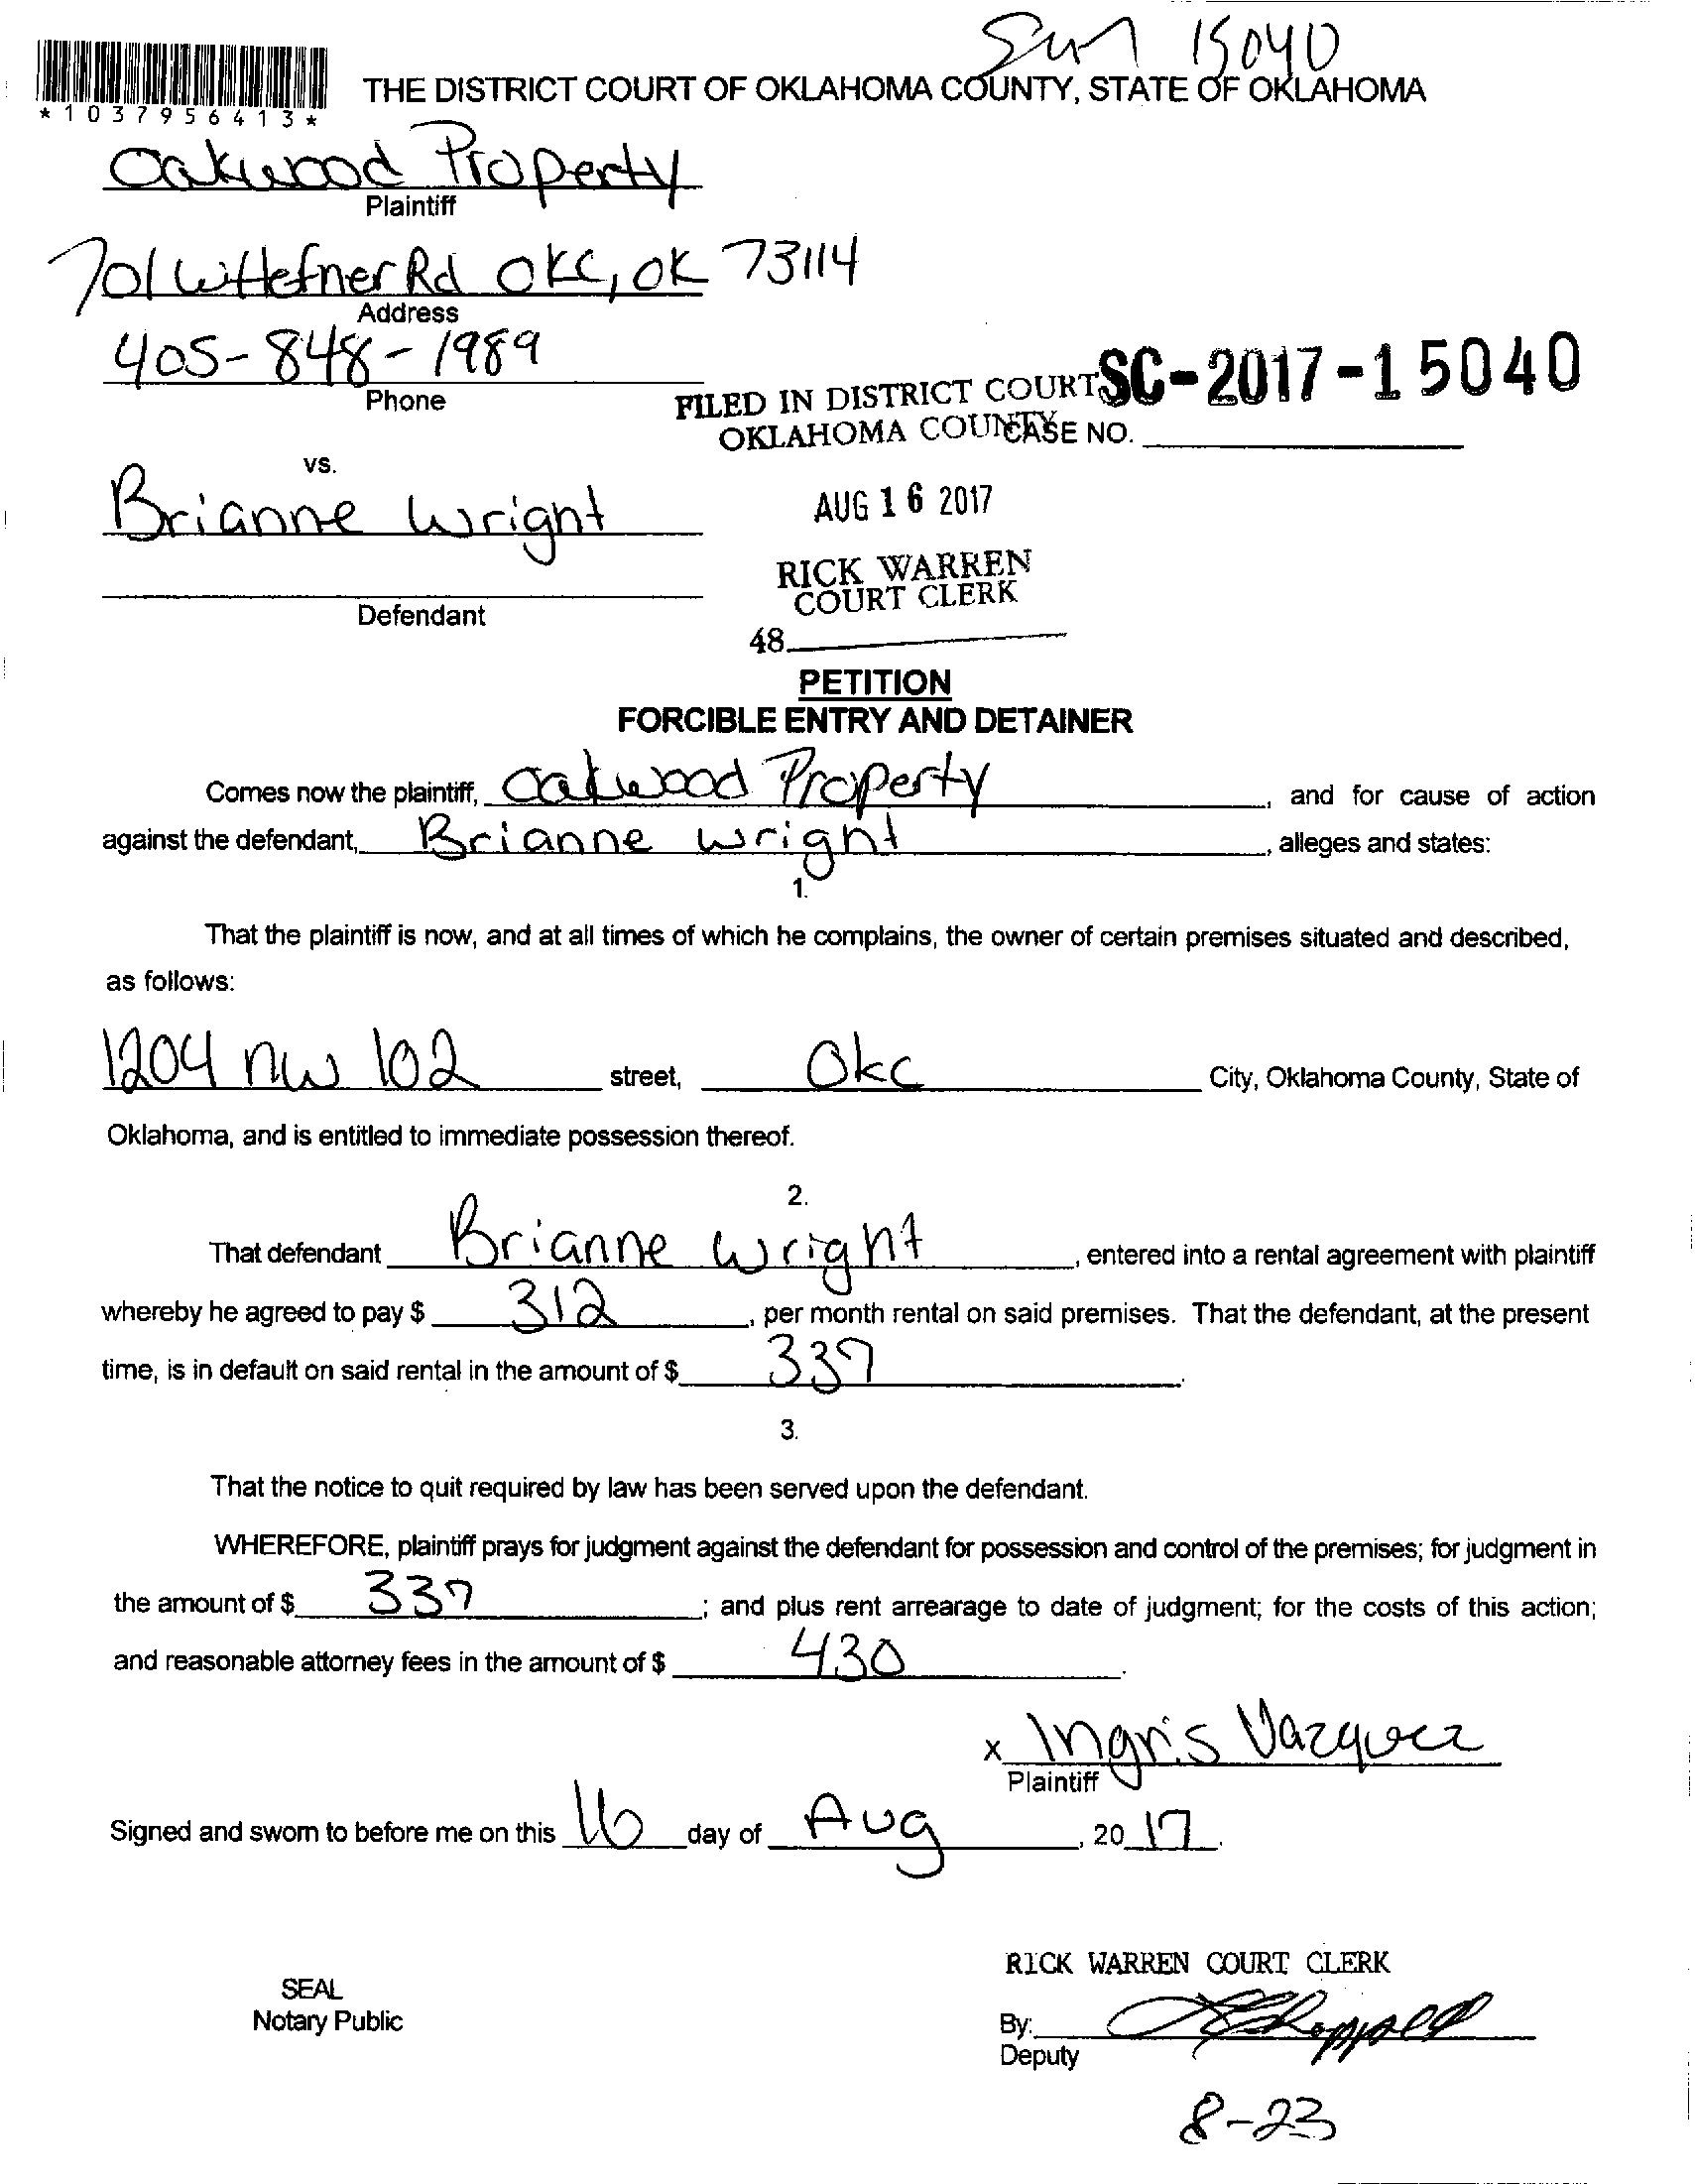 15040
*1037956413*
THE DISTRICT COURT OF OKLAHOMA COUNTY, STATE OF OKLAHOMA
Oakwood Property
Plaintiff
701 W Hefner Rd OKC, OK 73114
Address
405-848-1989
Phone
SC-2017-15040
FILED IN DISTRICT COURT
OKLAHOMA COUNTY
CASE NO.
vs.
Brianne Wright
AUG 16 2017
RICK WARREN
COURT CLERK
Defendant
48
PETITION
FORCIBLE ENTRY AND DETAINER
Comes now the plaintiff, Oakwood Property, and for cause of action
against the defendant, Brianne Wright, alleges and states:
1.
That the plaintiff is now, and at all times of which he complains, the owner of certain premises situated and described,
as follows:
1204 NW 102 street, OKC City, Oklahoma County, State of
Oklahoma, and is entitled to immediate possession thereof.
2.
That defendant Brianne Wright, entered into a rental agreement with plaintiff
whereby he agreed to pay $ 312, per month rental on said premises. That the defendant, at the present
time, is in default on said rental in the amount of $ 337.
3.
That the notice to quit required by law has been served upon the defendant.
WHEREFORE, plaintiff prays for judgment against the defendant for possession and control of the premises; for judgment in
the amount of $ 337; and plus rent arrearage to date of judgment; for the costs of this action;
and reasonable attorney fees in the amount of $ 430.
x Ingris Vazquez
Plaintiff
Signed and sworn to before me on this 16 day of Aug, 20 17.
RICK WARREN COURT CLERK
SEAL
Notary Public
By:
Deputy
8-23